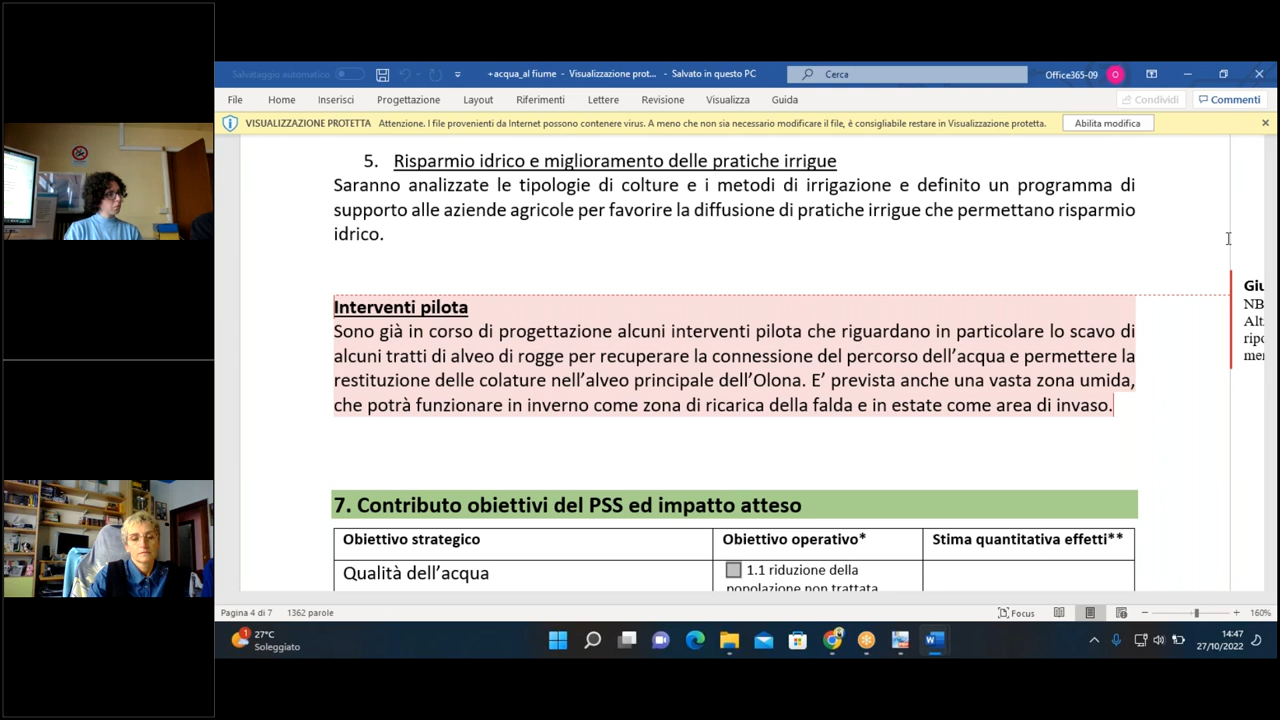 Salvataggio automatico
+acqua_al fiume - Visualizzazione prot... - Salvato in questo PC
Cerca
Office365-09
O
File Home Inserisci Progettazione Layout Riferimenti Lettere Revisione Visualizza Guida
Condividi
Commenti
VISUALIZZAZIONE PROTETTA Attenzione. I file provenienti da Internet possono contenere virus. A meno che non sia necessario modificare il file, è consigliabile restare in Visualizzazione protetta.
Abilita modifica
5. Risparmio idrico e miglioramento delle pratiche irrigue
Saranno analizzate le tipologie di colture e i metodi di irrigazione e definito un programma di
supporto alle aziende agricole per favorire la diffusione di pratiche irrigue che permettano risparmio
idrico.
Interventi pilota
Sono già in corso di progettazione alcuni interventi pilota che riguardano in particolare lo scavo di
alcuni tratti di alveo di rogge per recuperare la connessione del percorso dell'acqua e permettere la
restituzione delle colature nell'alveo principale dell'Olona. E' prevista anche una vasta zona umida,
che potrà funzionare in inverno come zona di ricarica della falda e in estate come area di invaso.
Giu
NB
Alt
ripo
mer
7. Contributo obiettivi del PSS ed impatto atteso
Obiettivo strategico Obiettivo operativo* Stima quantitativa effetti**
Qualità dell'acqua
1.1 riduzione della
popolazione non trattata
Pagina 4 di 7 1362 parole
Focus
160%
1
27°C
Soleggiato
14:47
27/10/2022